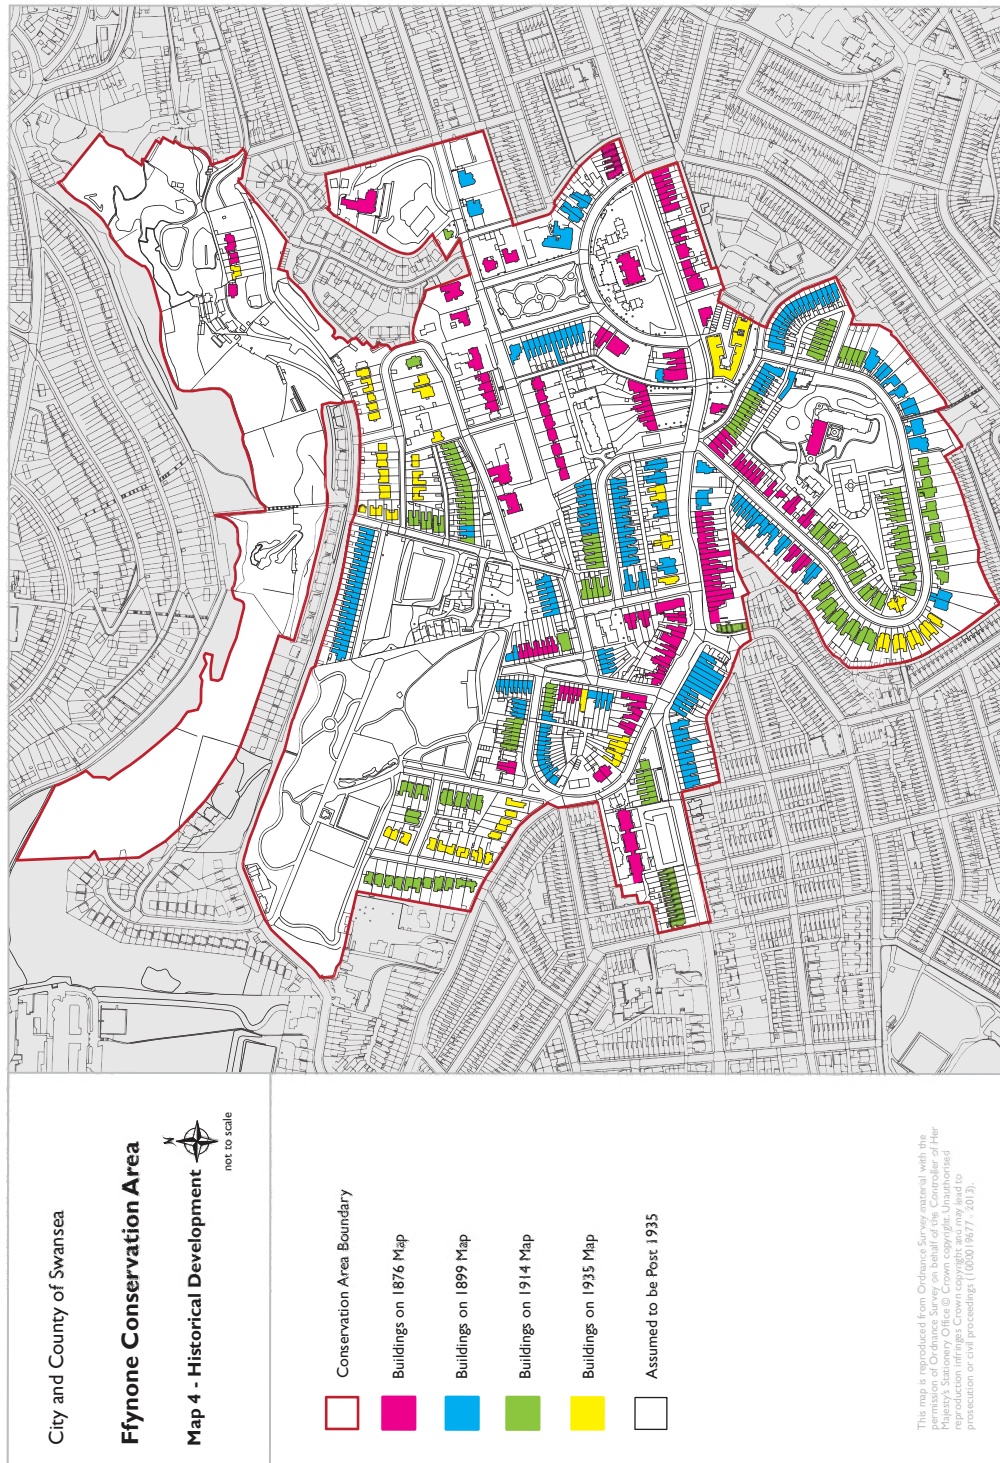 City and County of Swansea
Ffynone Conservation Area
Map 4 - Historical Development
N
not to scale
Conservation Area Boundary
Buildings on 1876 Map
Buildings on 1899 Map
Buildings on 1914 Map
Buildings on 1935 Map
Assumed to be Post 1935
This map is reproduced from Ordnance Survey material with the
permission of Ordnance Survey on behalf of the Controller of Her
Majesty's Stationery Office © Crown copyright. Unauthorised
reproduction infringes Crown copyright and may lead to
prosecution or civil proceedings (100019677 - 2013).